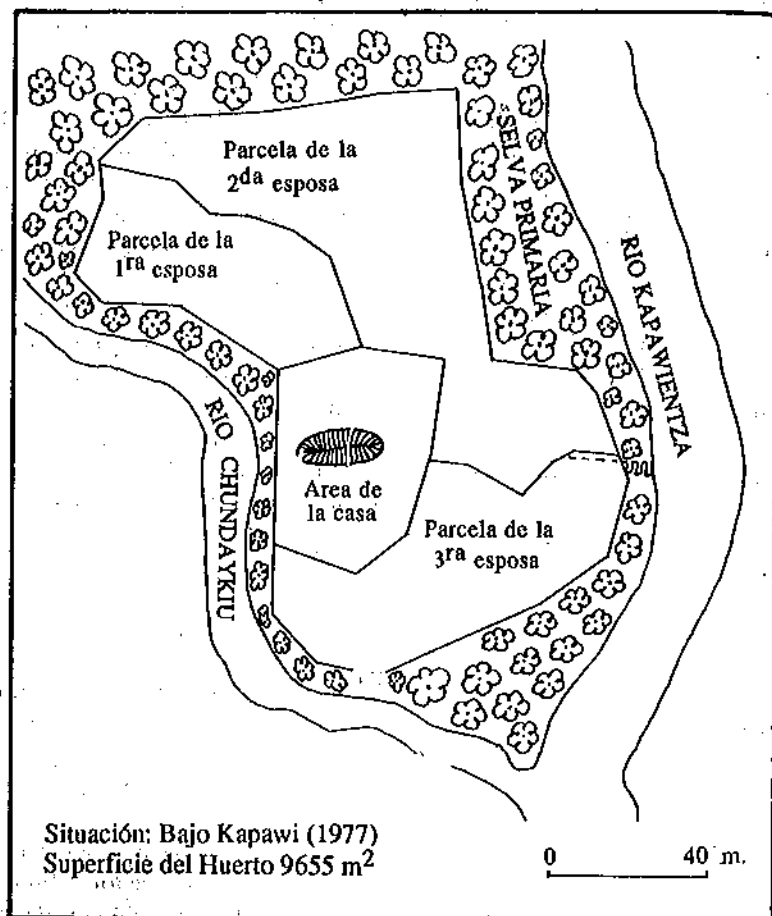 Parcela de la
2da esposa
Parcela de la
1ra esposa
SELVA PRIMARIA
RIO KAPAWIENTZA
RIO CHUNDAYKIU
Area de
la casa
Parcela de la
3ra esposa
Situación: Bajo Kapawi (1977)
Superficie del Huerto 9655 m2
0 40 m.